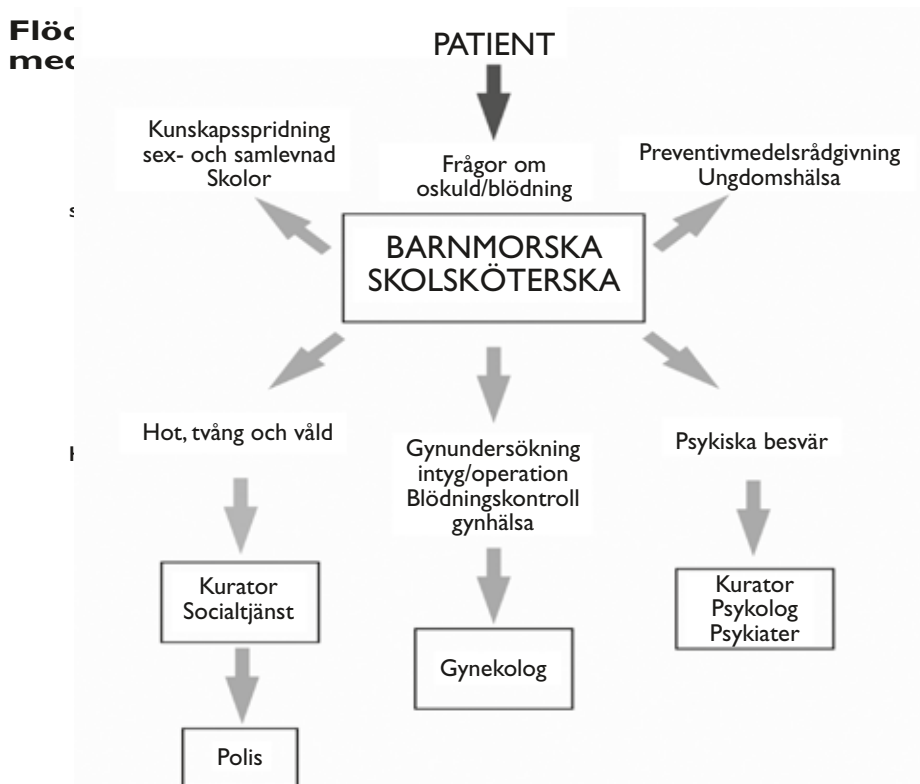 PATIENT
Kunskapsspridning
sex- och samlevnad
Skolor
Frågor om
oskuld/blödning
Preventivmedelsrådgivning
Ungdomshälsa
BARNMORSKA
SKOLSKÖTERSKA
Hot, tvång och våld
Gynundersökning
intyg/operation
Blödningskontroll
gynhälsa
Psykiska besvär
Kurator
Socialtjänst
Gynekolog
Kurator
Psykolog
Psykiater
Polis